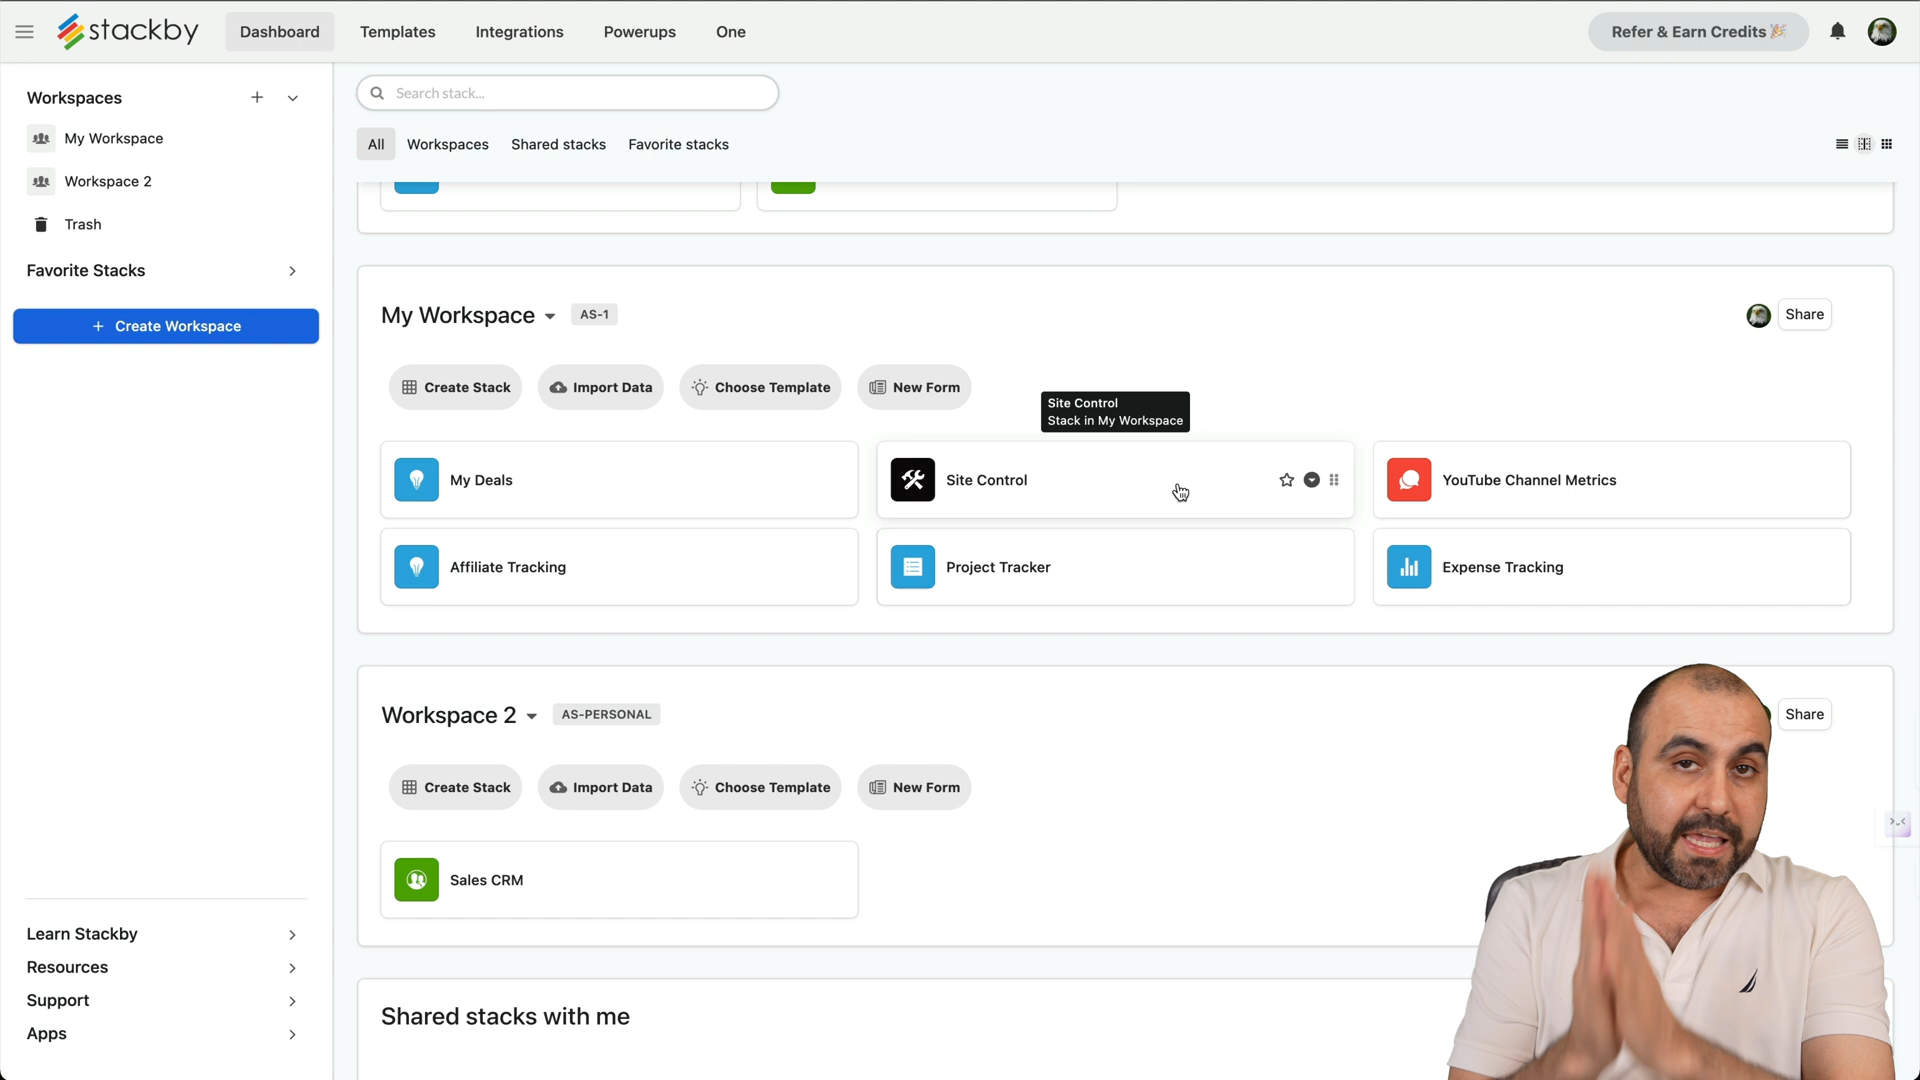 stackby
Dashboard
Templates
Integrations
Powerups
One
Refer & Earn Credits
Workspaces
My Workspace
Workspace 2
Trash
Favorite Stacks
Create Workspace
Search stack...
All
Workspaces
Shared stacks
Favorite stacks
My Workspace
AS-1
Share
Create Stack
Import Data
Choose Template
New Form
Site Control
Stack in My Workspace
My Deals
Site Control
YouTube Channel Metrics
Affiliate Tracking
Project Tracker
Expense Tracking
Workspace 2
AS-PERSONAL
Share
Create Stack
Import Data
Choose Template
New Form
Sales CRM
Shared stacks with me
Learn Stackby
Resources
Support
Apps